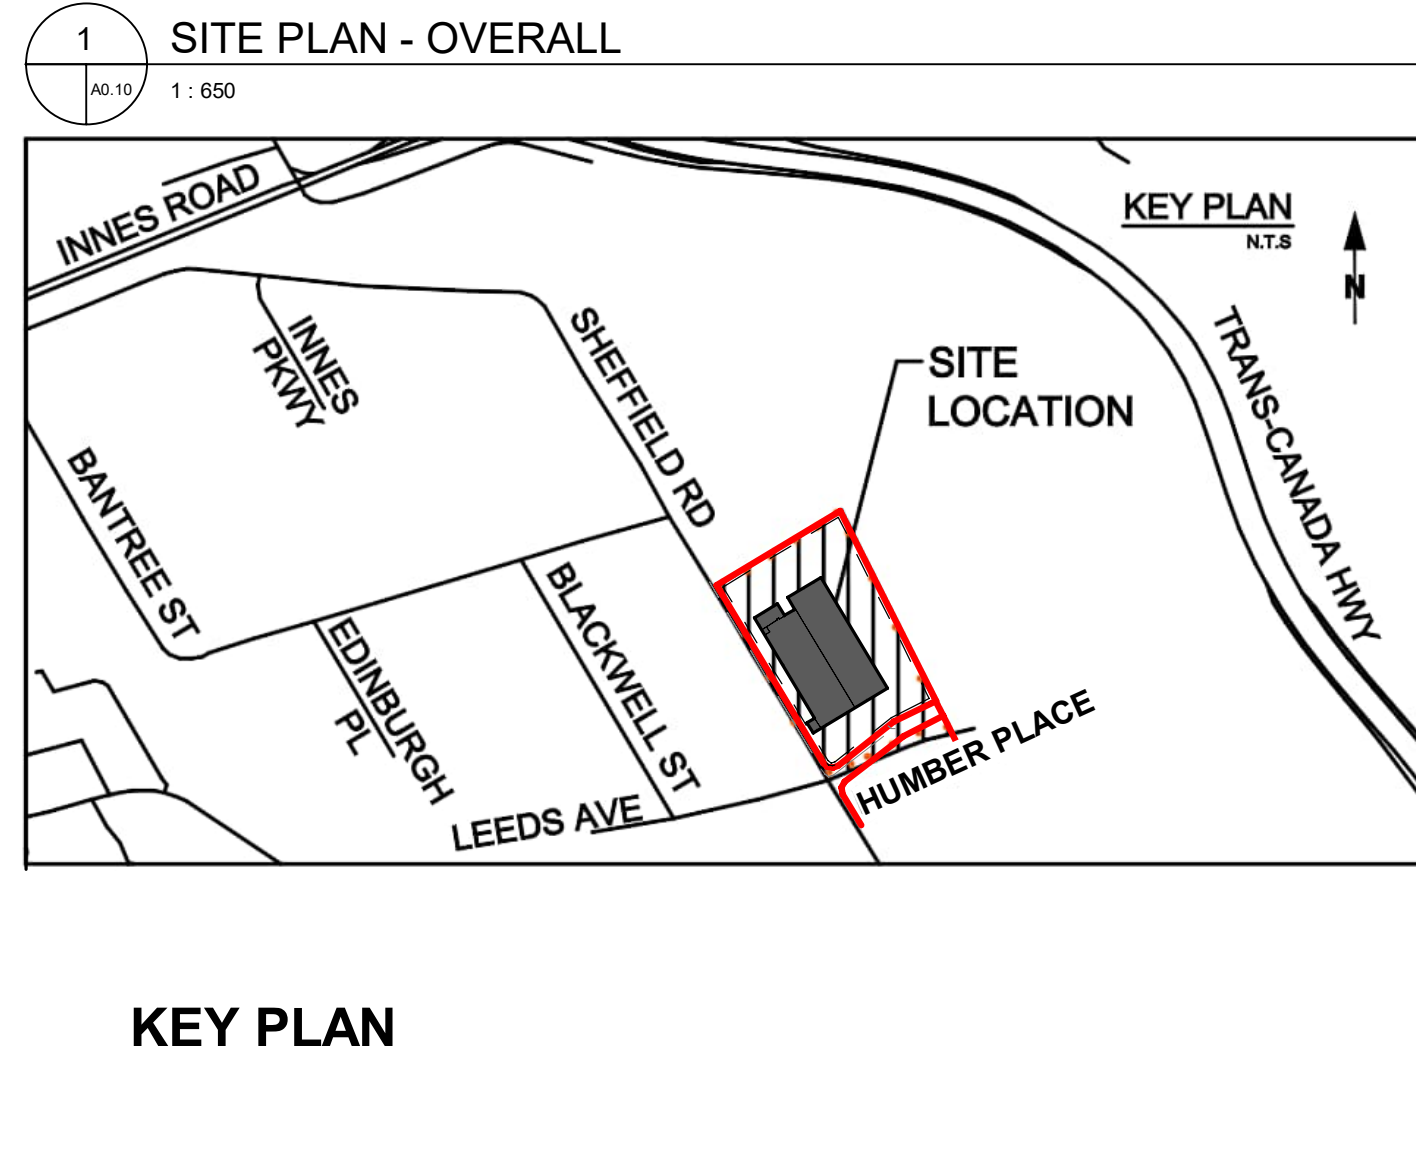 1
SITE PLAN - OVERALL
A0.10
1 : 650
INNES ROAD
KEY PLAN
N.T.S
N
INNES
PKWY
SHEFFIELD RD
TRANS-CANADA HWY
SITE
LOCATION
BANTREE ST
BLACKWELL ST
EDINBURGH
PL
HUMBER PLACE
LEEDS AVE
KEY PLAN